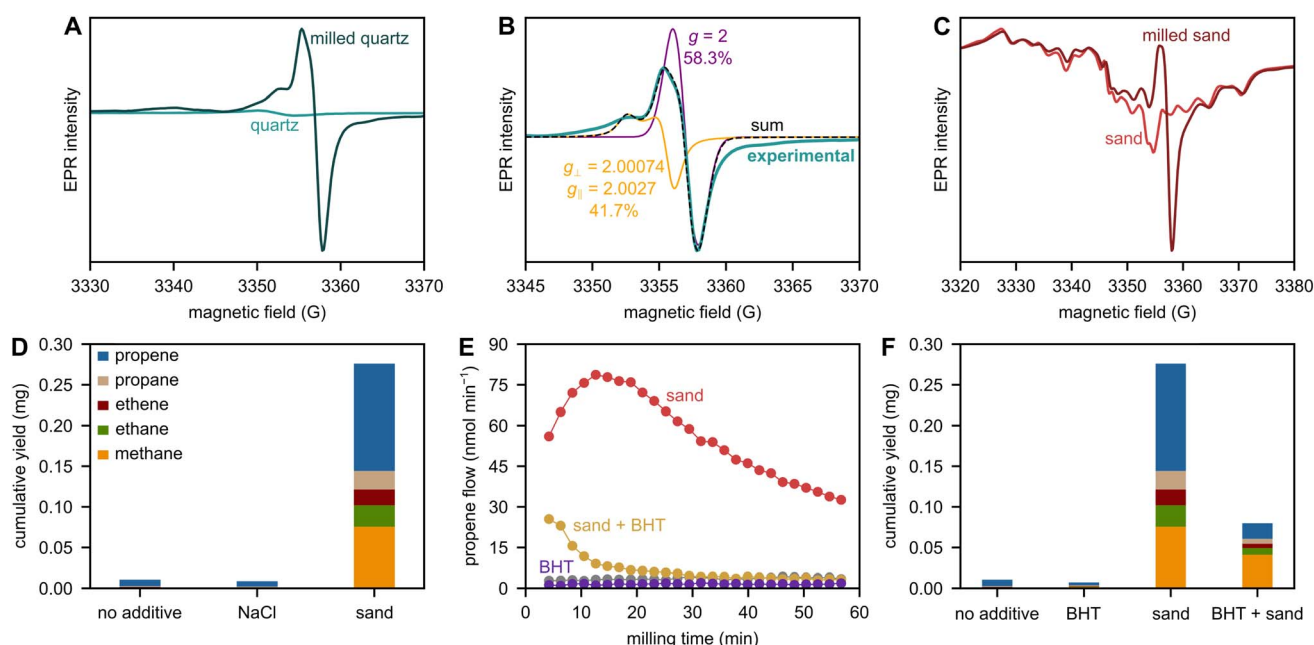 A
EPR intensity
milled quartz
quartz
3330 3340 3350 3360 3370
magnetic field (G)
B
EPR intensity
g = 2
58.3%
sum
experimental
g⊥ = 2.00074
g∥ = 2.0027
41.7%
3345 3350 3355 3360 3365 3370
magnetic field (G)
C
EPR intensity
milled sand
sand
3320 3330 3340 3350 3360 3370 3380
magnetic field (G)
D
cumulative yield (mg)
0.30
0.25
0.20
0.15
0.10
0.05
0.00
propene
propane
ethene
ethane
methane
no additive NaCl sand
E
propene flow (nmol min⁻¹)
90
75
60
45
30
15
0
sand
sand + BHT
BHT
0 10 20 30 40 50 60
milling time (min)
F
cumulative yield (mg)
0.30
0.25
0.20
0.15
0.10
0.05
0.00
no additive BHT sand BHT + sand